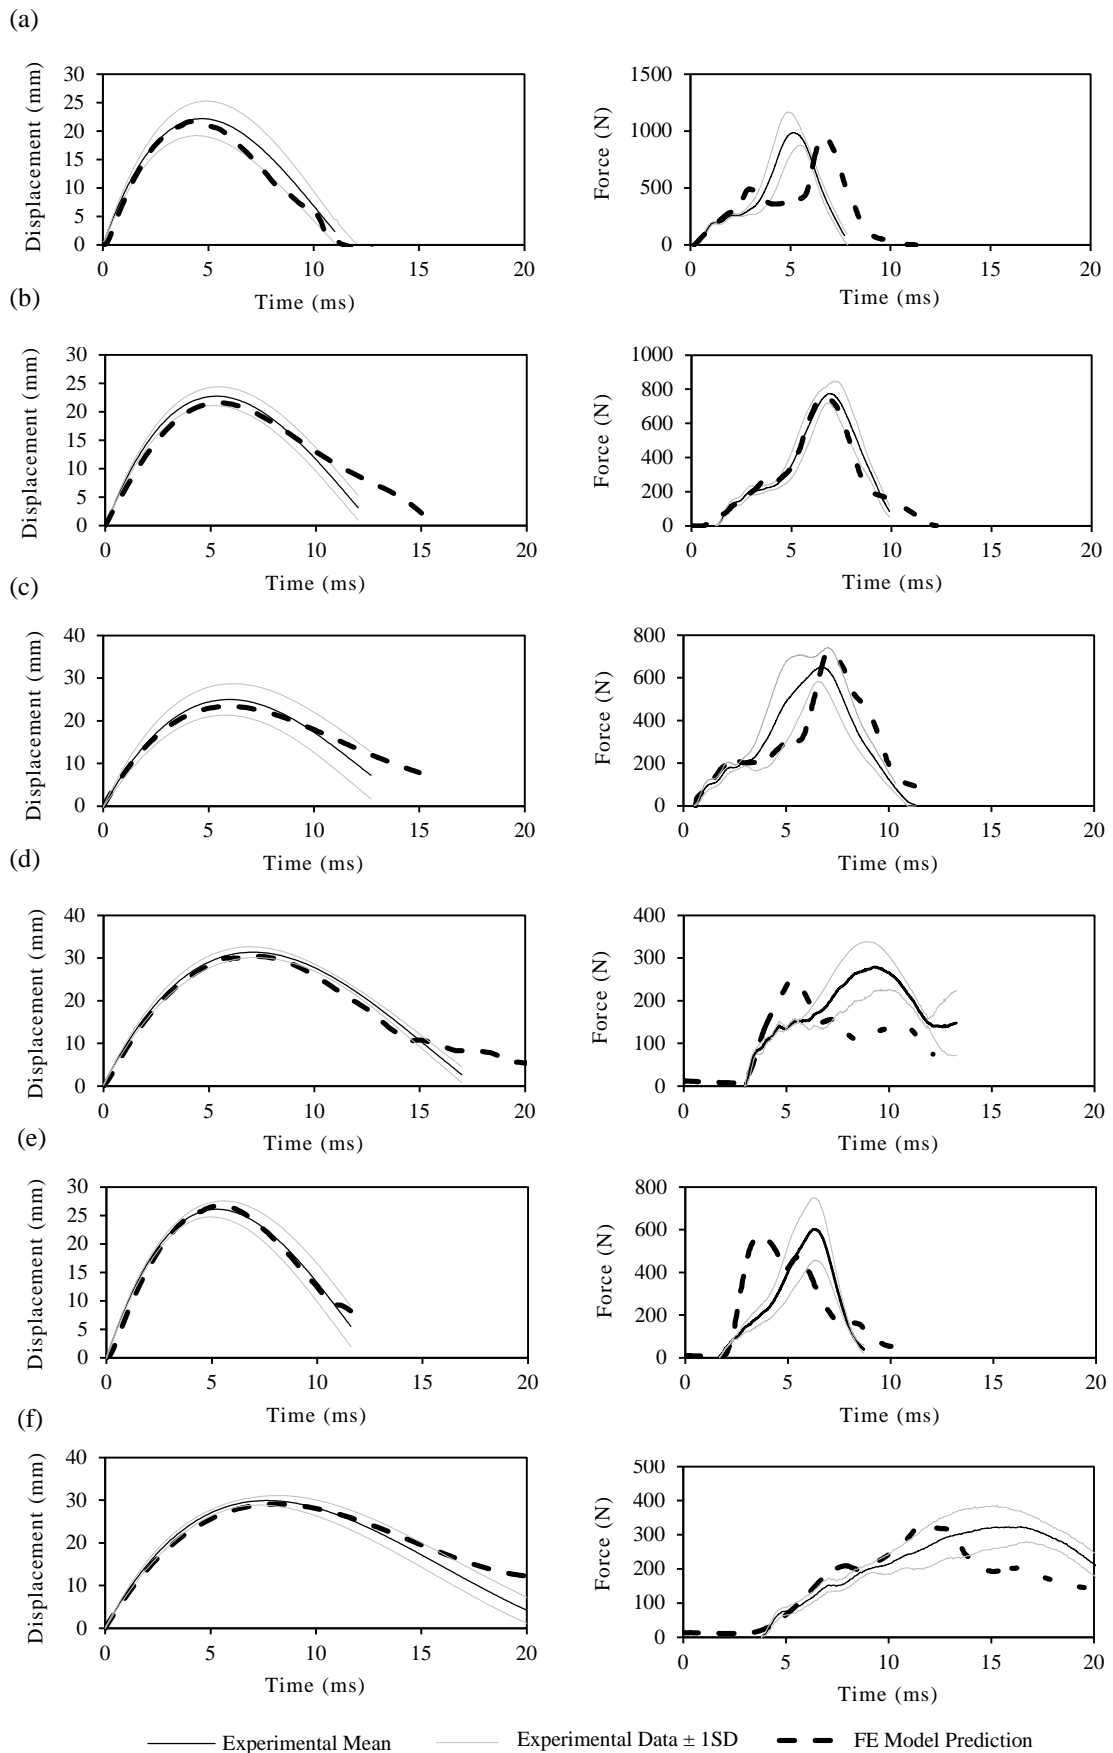 (a)
Displacement (mm)
30
25
20
15
10
5
0
0 5 10 15 20
Time (ms)
Force (N)
1500
1000
500
0
0 5 10 15 20
Time (ms)
(b)
Displacement (mm)
30
25
20
15
10
5
0
0 5 10 15 20
Time (ms)
Force (N)
1000
800
600
400
200
0
0 5 10 15 20
Time (ms)
(c)
Displacement (mm)
40
30
20
10
0
0 5 10 15 20
Time (ms)
Force (N)
800
600
400
200
0
0 5 10 15 20
Time (ms)
(d)
Displacement (mm)
40
30
20
10
0
0 5 10 15 20
Time (ms)
Force (N)
400
300
200
100
0
0 5 10 15 20
Time (ms)
(e)
Displacement (mm)
30
25
20
15
10
5
0
0 5 10 15 20
Time (ms)
Force (N)
800
600
400
200
0
0 5 10 15 20
Time (ms)
(f)
Displacement (mm)
40
30
20
10
0
0 5 10 15 20
Time (ms)
Force (N)
500
400
300
200
100
0
0 5 10 15 20
Time (ms)
Experimental Mean
Experimental Data ± 1SD
FE Model Prediction